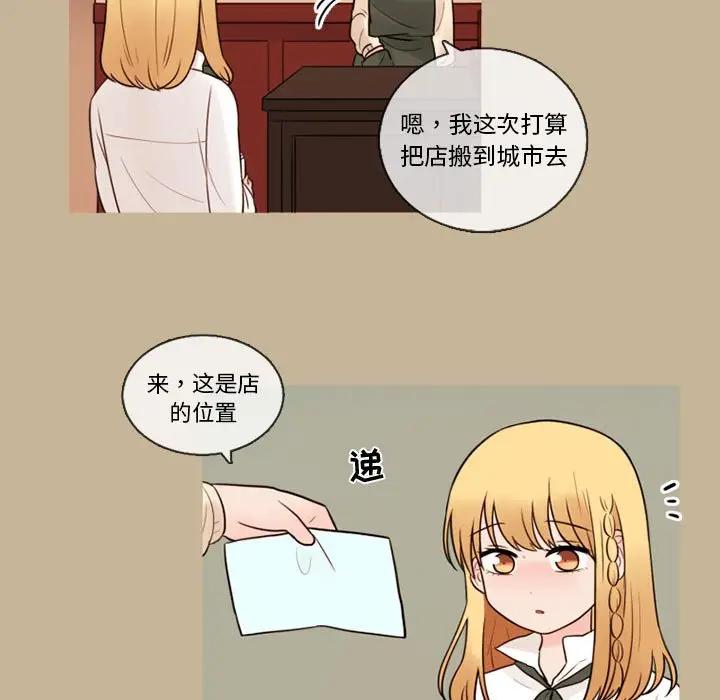 嗯，我这次打算
把店搬到城市去
来，这是店
的位置
递